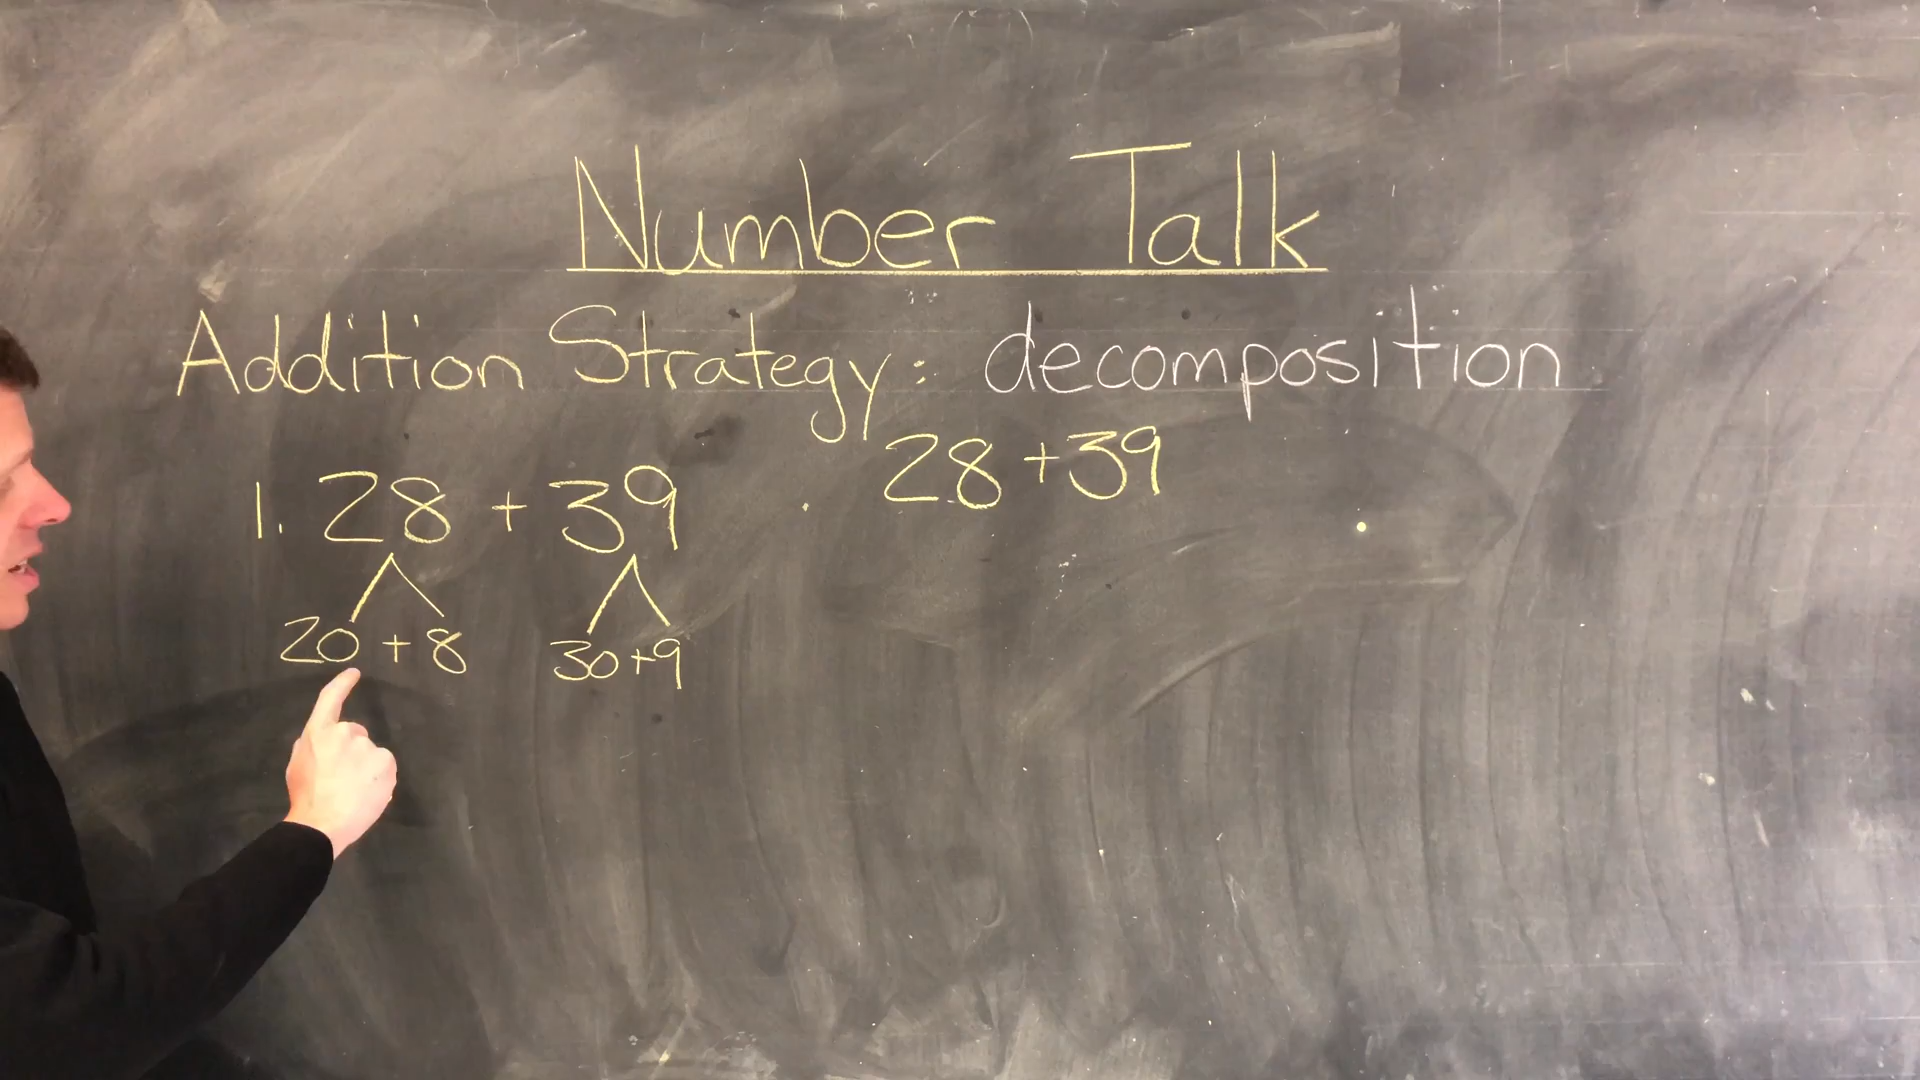 Number Talk
Addition Strategy: decomposition
28 + 39
1. 28 + 39
20 + 8 30 + 9